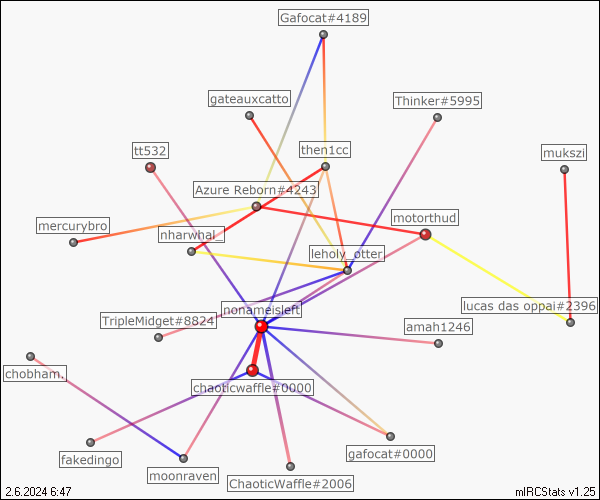 Gafocat#4189
gateauxcatto
Thinker#5995
tt532
then1cc
mukszi
Azure Reborn#4243
mercurybro
motorthud
nharwhal_
leholy_otter
nonameisleft
lucas das oppai#2396
TripleMidget#8824
amah1246
chobham.
chaoticwaffle#0000
fakedingo
gafocat#0000
moonraven
ChaoticWaffle#2006
2.6.2024 6:47
mIRCStats v1.25